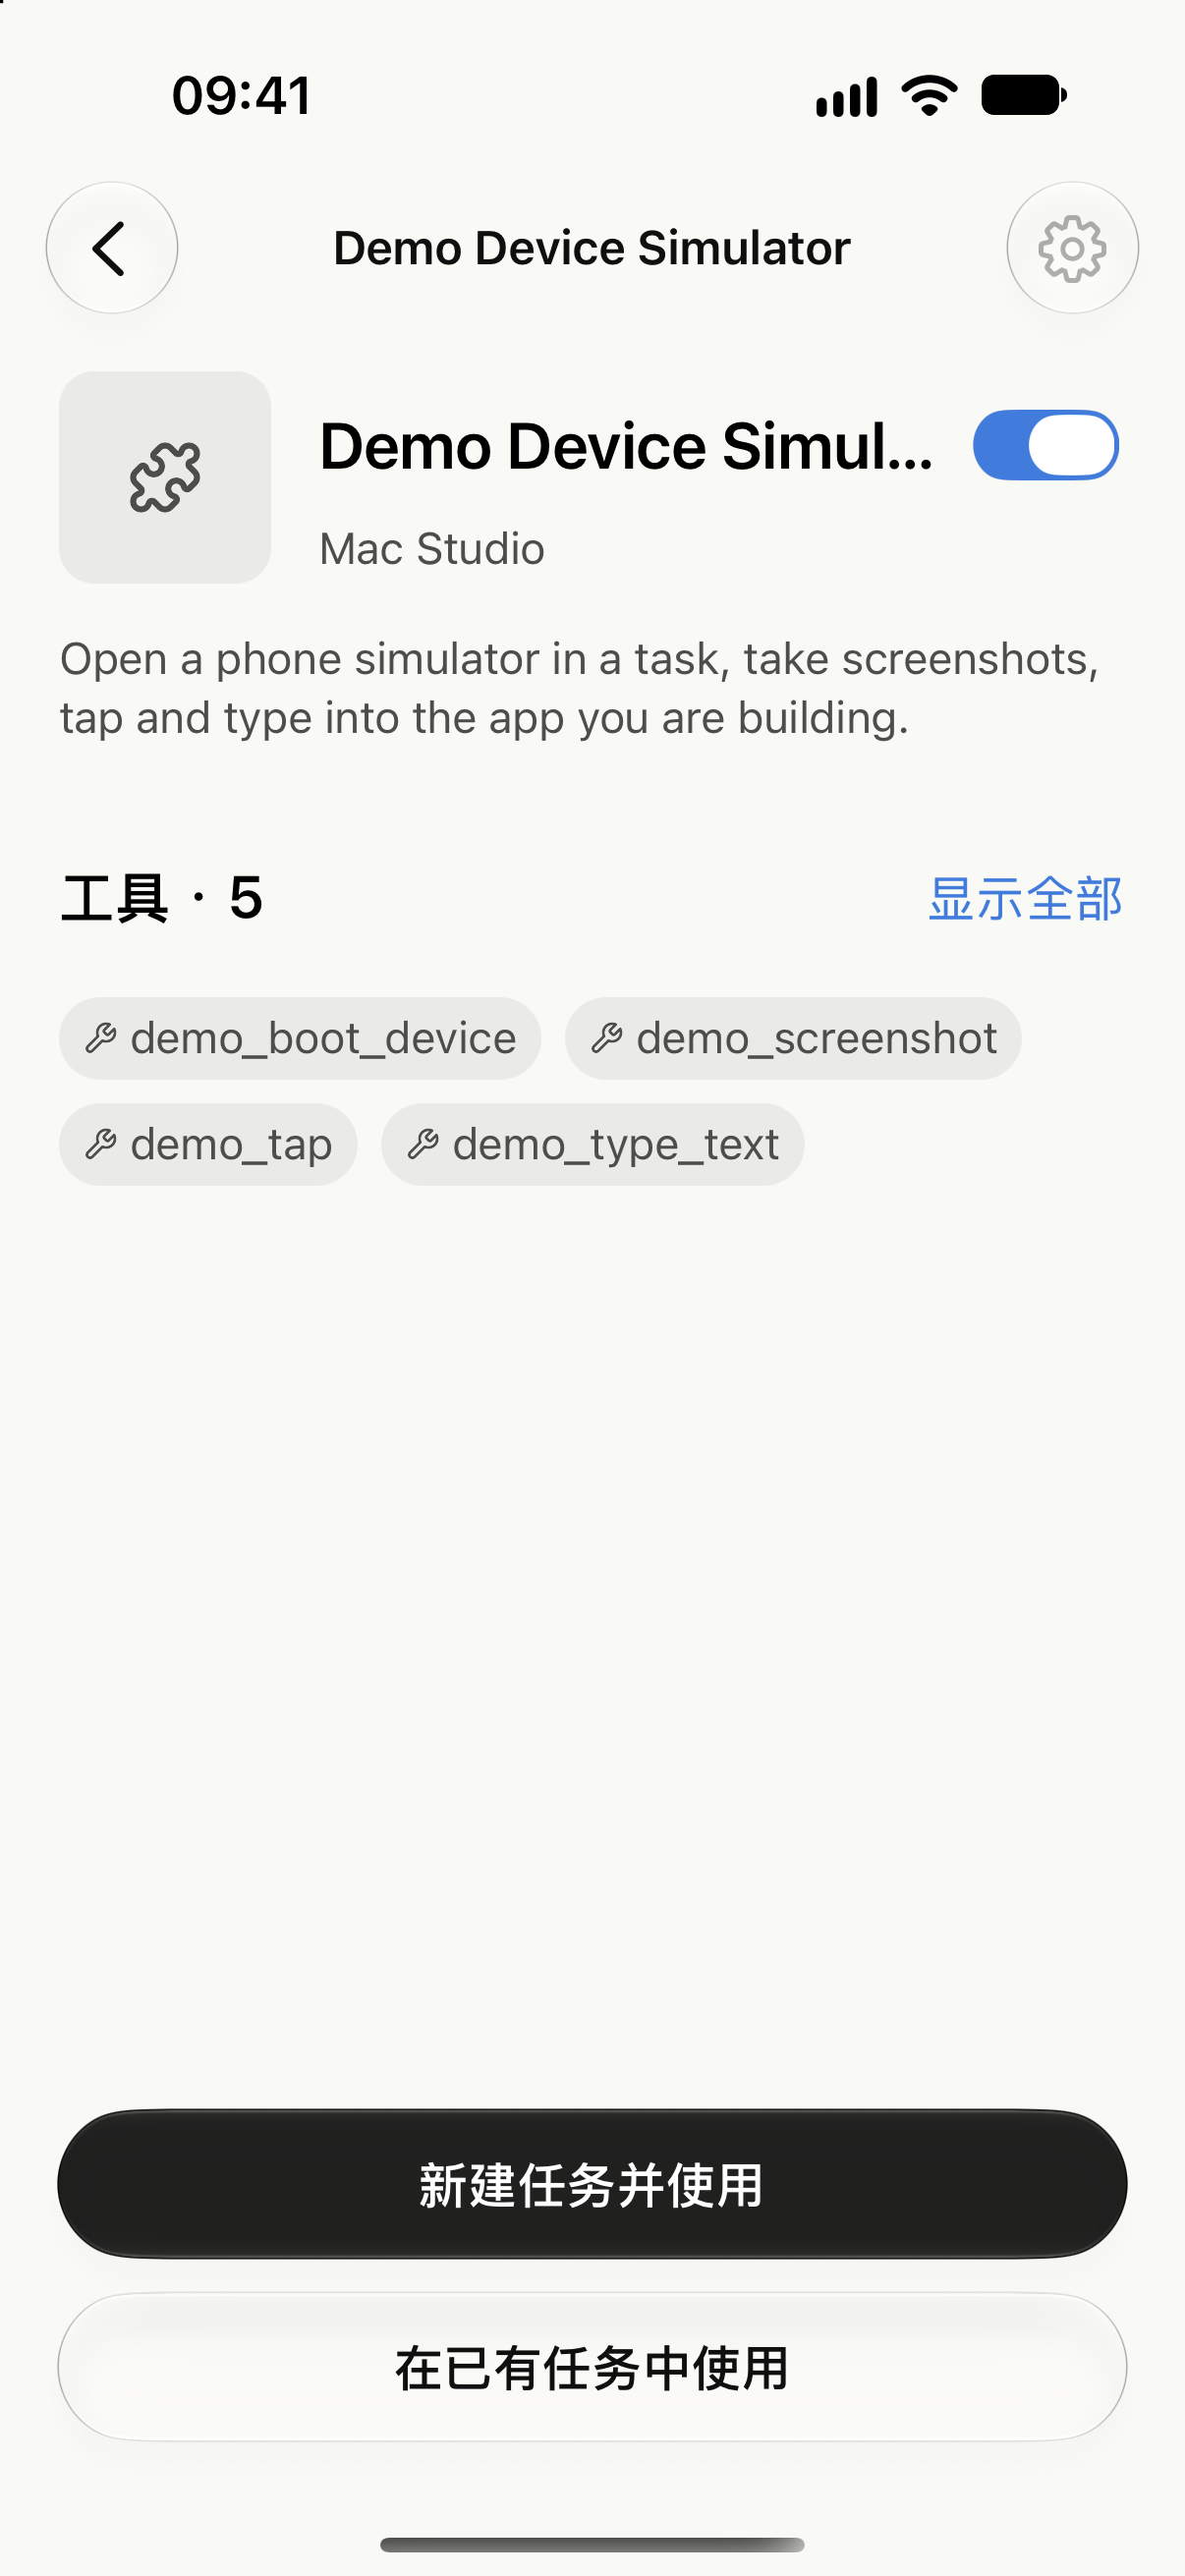 09:41
Demo Device Simulator
Demo Device Simul...
Mac Studio
Open a phone simulator in a task, take screenshots,
tap and type into the app you are building.
工具 · 5
显示全部
demo_boot_device
demo_screenshot
demo_tap
demo_type_text
新建任务并使用
在已有任务中使用